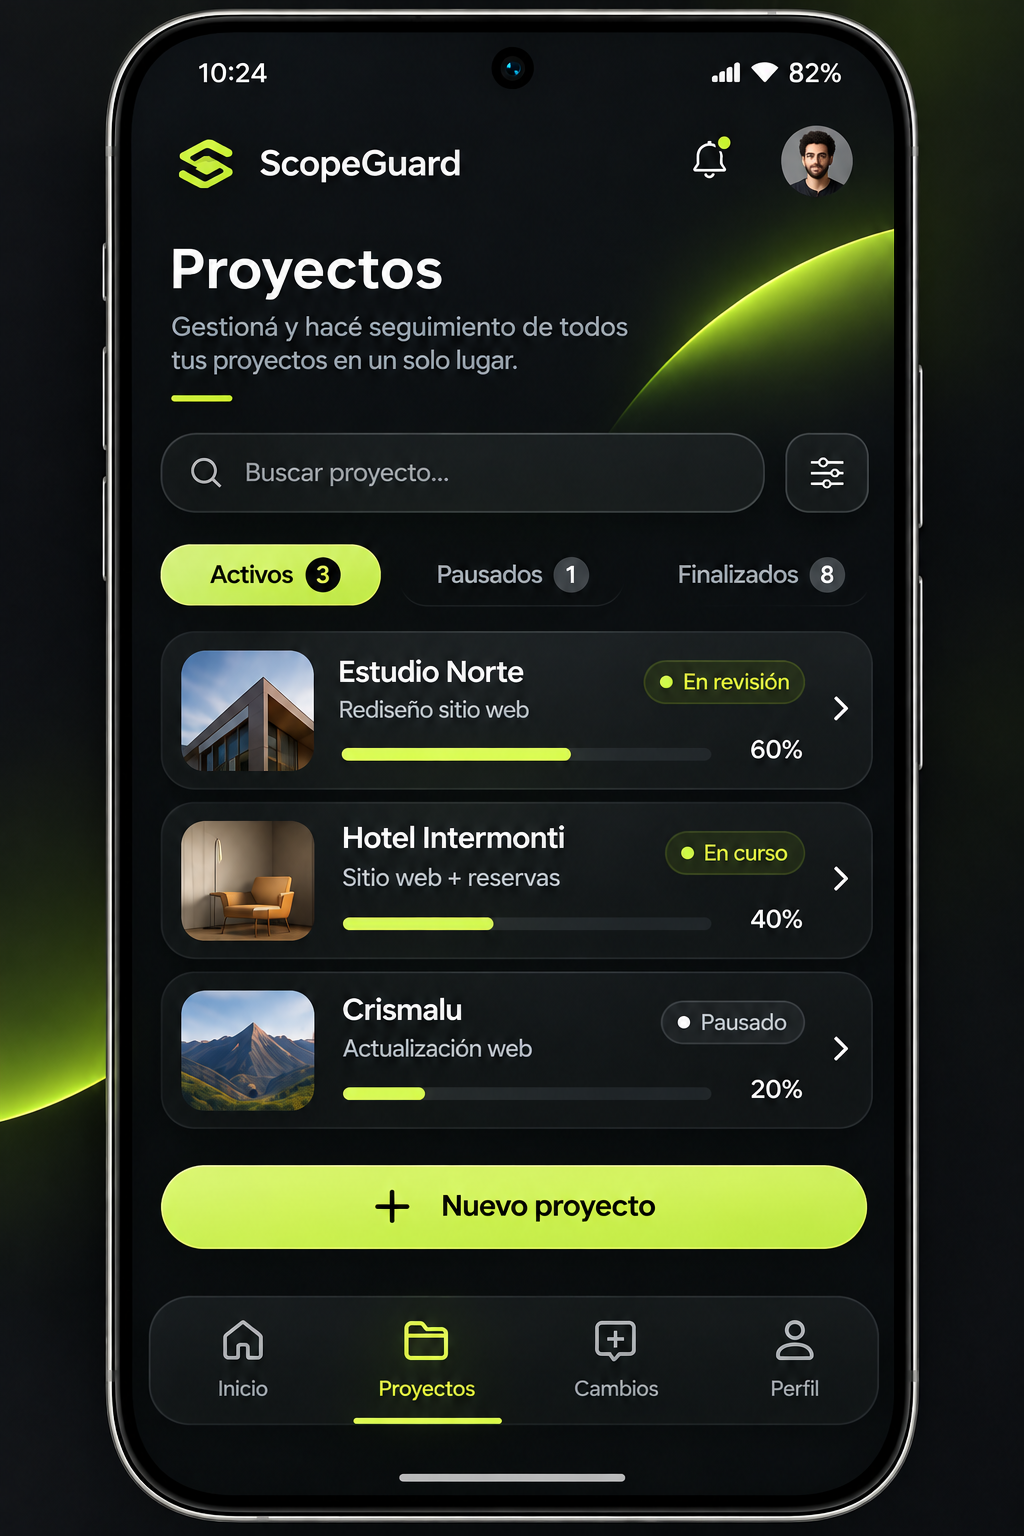 10:24
82%
ScopeGuard
Proyectos
Gestioná y hacé seguimiento de todos
tus proyectos en un solo lugar.
Buscar proyecto...
Activos 3
Pausados 1
Finalizados 8
Estudio Norte
En revisión
Rediseño sitio web
60%
Hotel Intermonti
En curso
Sitio web + reservas
40%
Crismalu
Pausado
Actualización web
20%
+ Nuevo proyecto
Inicio
Proyectos
Cambios
Perfil